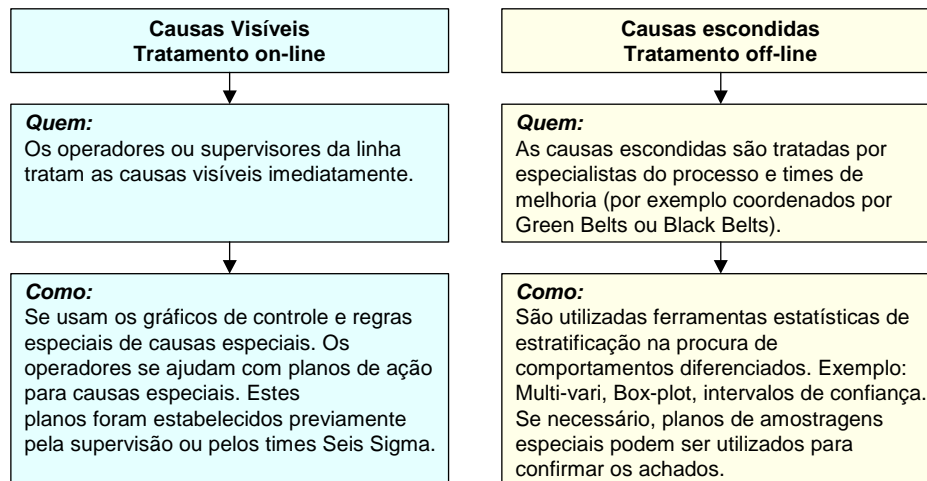 Causas Visíveis
Tratamento on-line
Quem:
Os operadores ou supervisores da linha
tratam as causas visíveis imediatamente.
Como:
Se usam os gráficos de controle e regras
especiais de causas especiais. Os
operadores se ajudam com planos de ação
para causas especiais. Estes
planos foram estabelecidos previamente
pela supervisão ou pelos times Seis Sigma.
Causas escondidas
Tratamento off-line
Quem:
As causas escondidas são tratadas por
especialistas do processo e times de
melhoria (por exemplo coordenados por
Green Belts ou Black Belts).
Como:
São utilizadas ferramentas estatísticas de
estratificação na procura de
comportamentos diferenciados. Exemplo:
Multi-vari, Box-plot, intervalos de confiança.
Se necessário, planos de amostragens
especiais podem ser utilizados para
confirmar os achados.